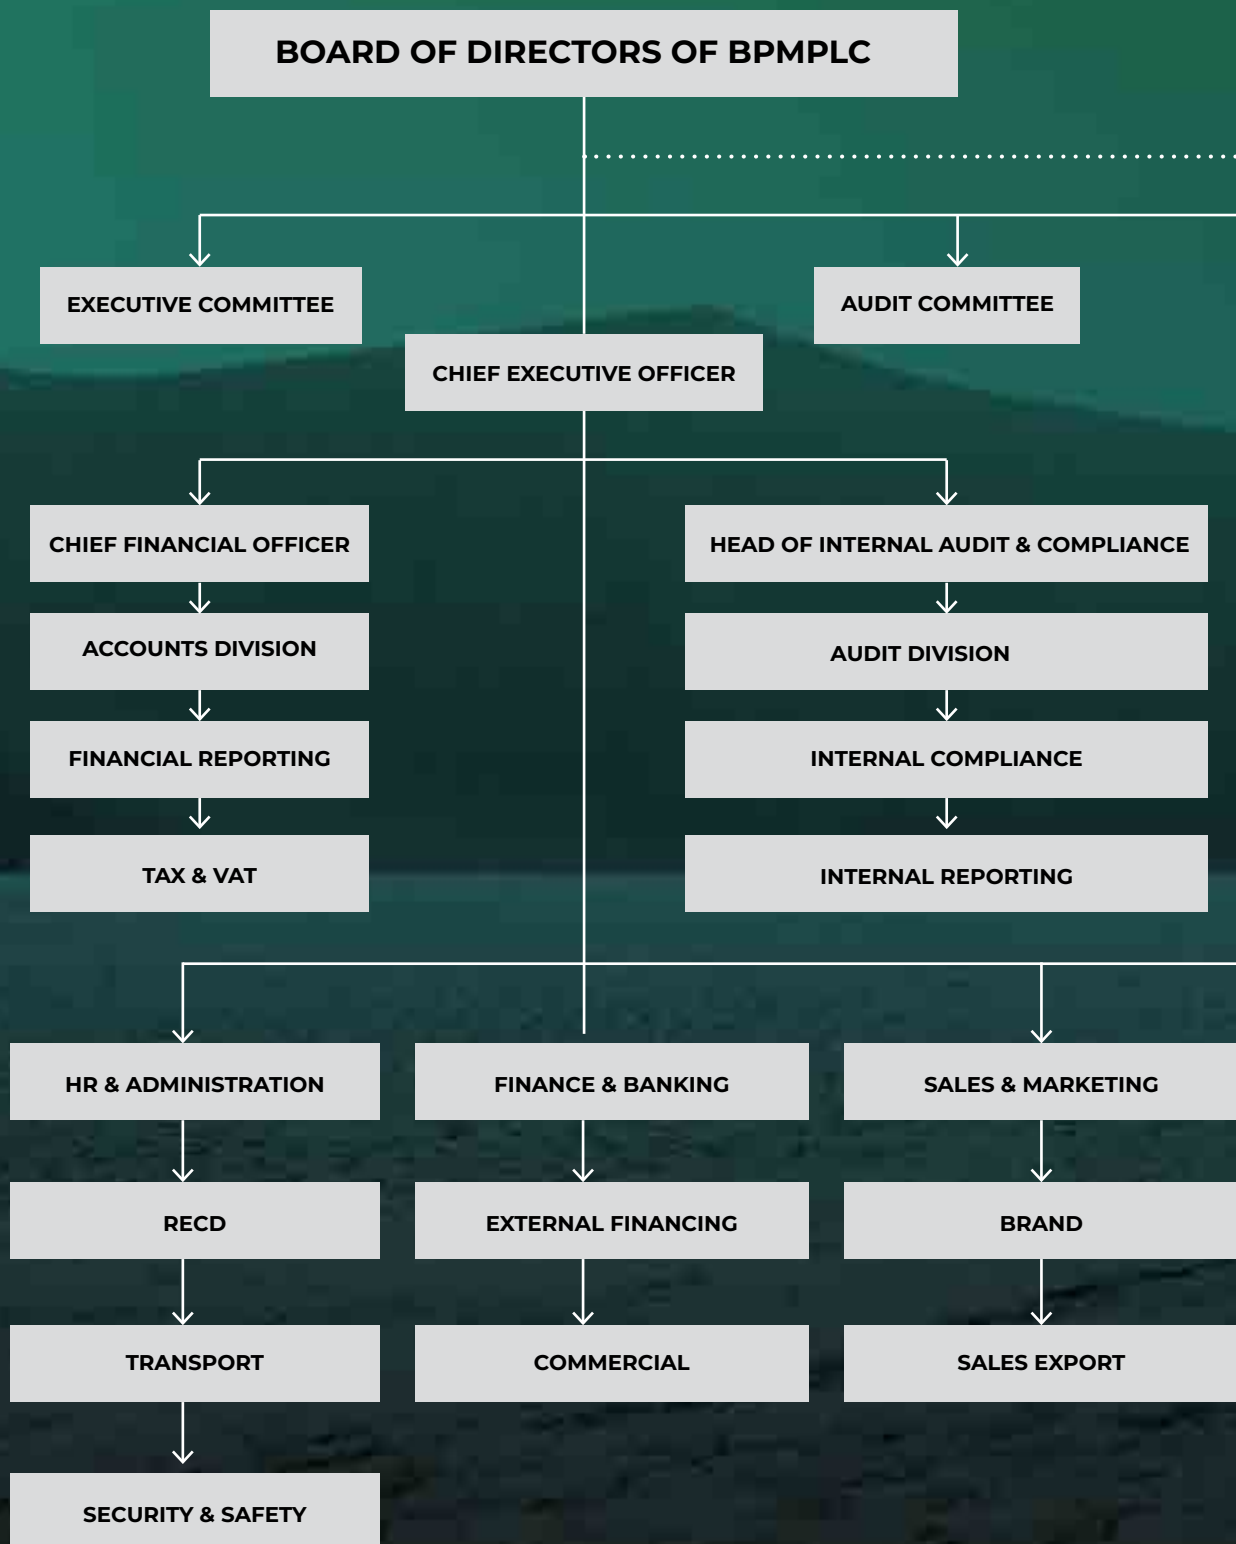 BOARD OF DIRECTORS OF BPMPLC
EXECUTIVE COMMITTEE
AUDIT COMMITTEE
CHIEF EXECUTIVE OFFICER
CHIEF FINANCIAL OFFICER
HEAD OF INTERNAL AUDIT & COMPLIANCE
ACCOUNTS DIVISION
AUDIT DIVISION
FINANCIAL REPORTING
INTERNAL COMPLIANCE
TAX & VAT
INTERNAL REPORTING
HR & ADMINISTRATION
FINANCE & BANKING
SALES & MARKETING
RECD
EXTERNAL FINANCING
BRAND
TRANSPORT
COMMERCIAL
SALES EXPORT
SECURITY & SAFETY